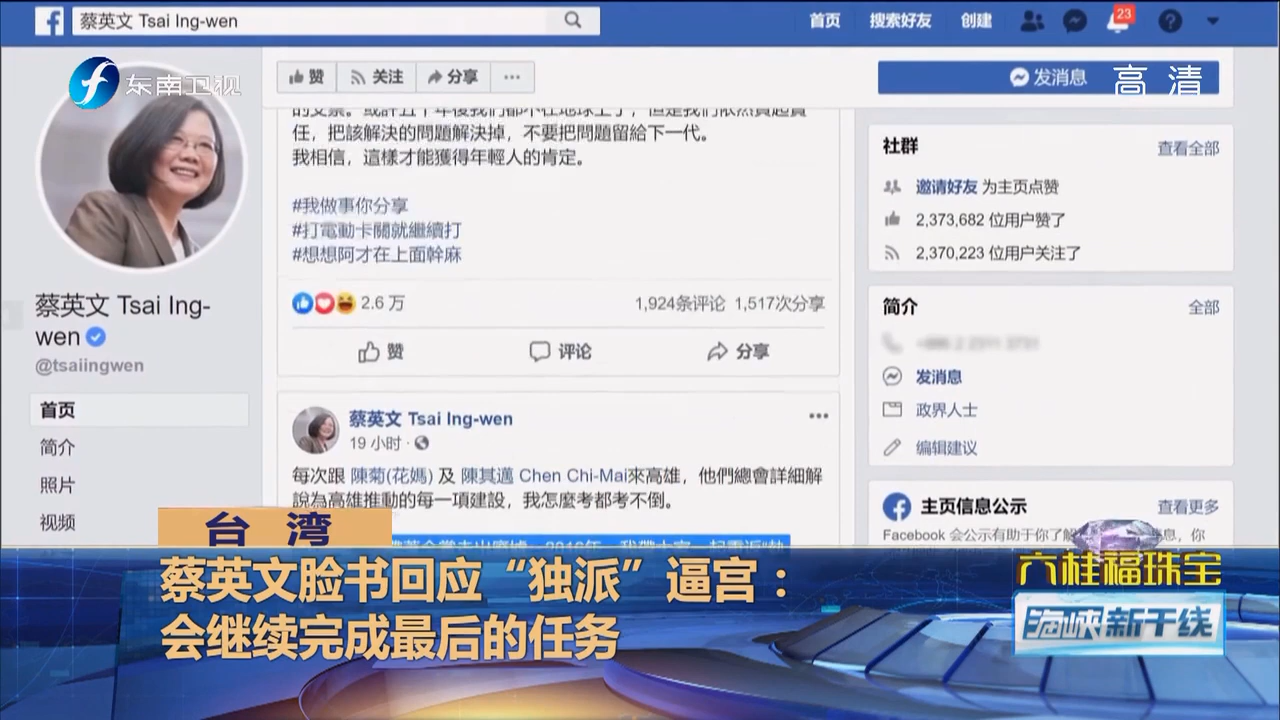 蔡英文 Tsai Ing-wen
首页 搜索好友 创建 23
东南卫视
赞 关注 分享
发消息
高清
任，把該解決的問題解決掉，不要把問題留給下一代。
我相信，這樣才能獲得年輕人的肯定。
#我做事你分享
#打電動卡關就繼續打
#想想阿才在上面幹麻
2.6 万
1,924条评论 1,517次分享
赞 评论 分享
蔡英文 Tsai Ing-wen
@tsaiingwen
首页
简介
照片
视频
蔡英文 Tsai Ing-wen
19 小时
每次跟 陳菊(花媽) 及 陳其邁 Chen Chi-Mai來高雄，他們總會詳細解
說為高雄推動的每一項建設，我怎麼考都考不倒。
社群 查看全部
邀请好友 为主页点赞
2,373,682 位用户赞了
2,370,223 位用户关注了
简介 全部
发消息
政界人士
编辑建议
主页信息公示 查看更多
Facebook 会公示有助于你了解
息，你
台湾
蔡英文脸书回应“独派”逼宫：
会继续完成最后的任务
六桂福珠宝
海峡新干线